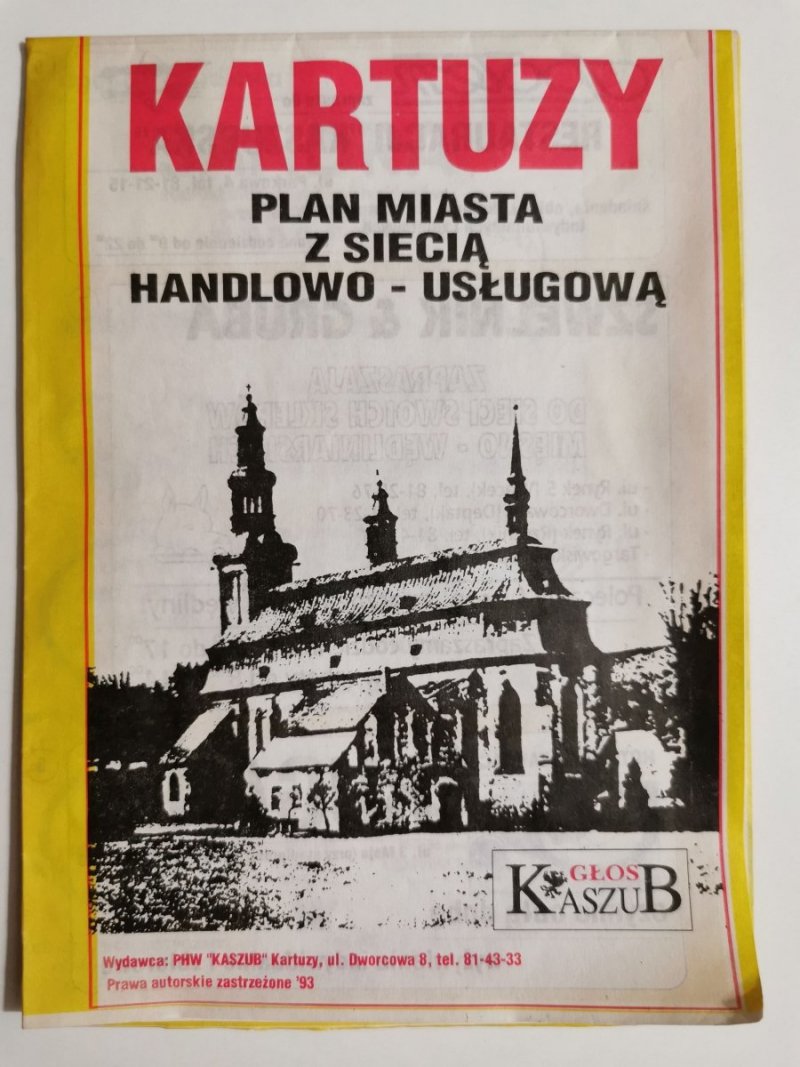 KARTUZY
PLAN MIASTA
Z SIECIĄ
HANDLOWO - USŁUGOWĄ
GŁOS
KASZUB
Wydawca: PHW "KASZUB" Kartuzy, ul. Dworcowa 8, tel. 81-43-33
Prawa autorskie zastrzeżone '93